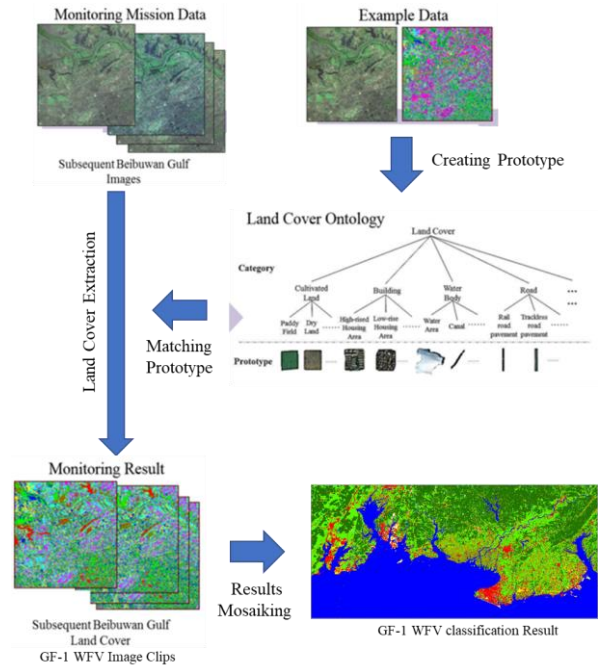 Monitoring Mission Data
Subsequent Beibuwan Gulf
Images
Example Data
Creating Prototype
Land Cover Ontology
Land Cover
Category
Cultivated
Land
Building
Water
Body
Road
...
...
Paddy
Field
Dry
Land
High-rised
Housing
Area
Low-rise
Housing
Area
Water
Area
Canal
Rail
road
pavement
Trackless
road
pavement
Prototype
Matching
Prototype
Land Cover Extraction
Monitoring Result
Subsequent Beibuwan Gulf
Land Cover
GF-1 WFV Image Clips
Results
Mosaiking
GF-1 WFV classification Result